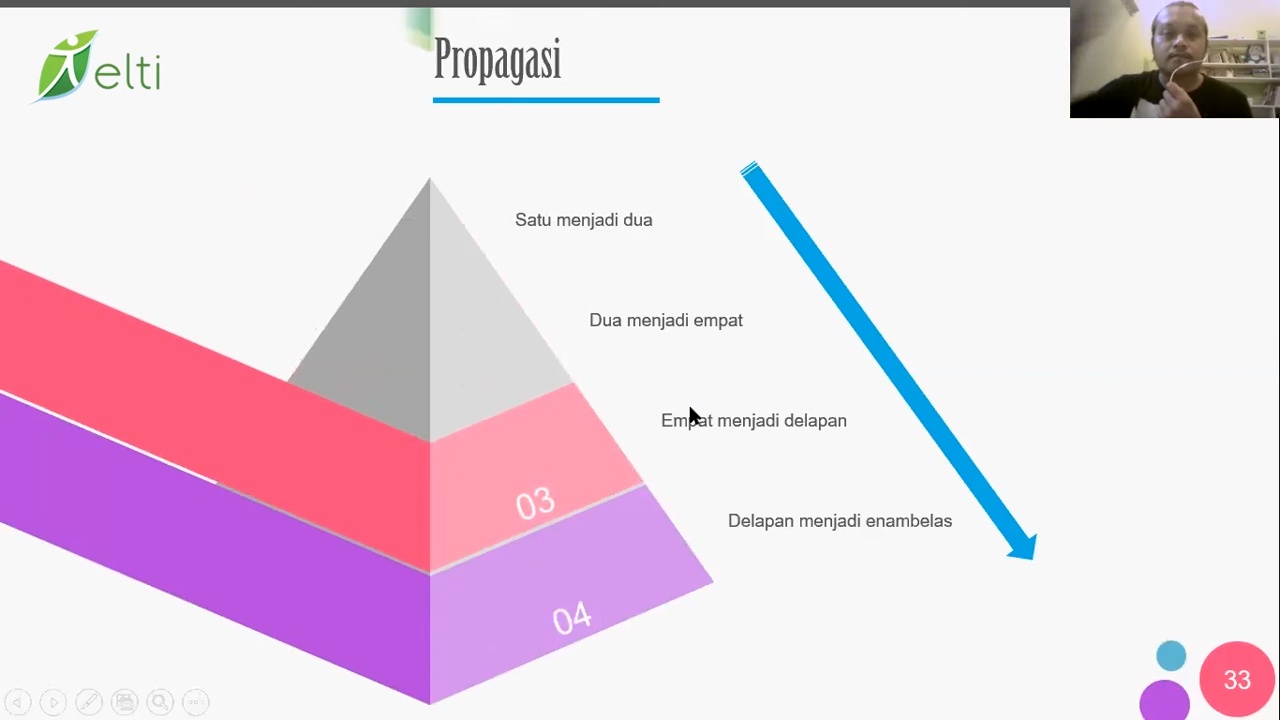 elti
Propagasi
Satu menjadi dua
Dua menjadi empat
Empat menjadi delapan
03
Delapan menjadi enambelas
04
33